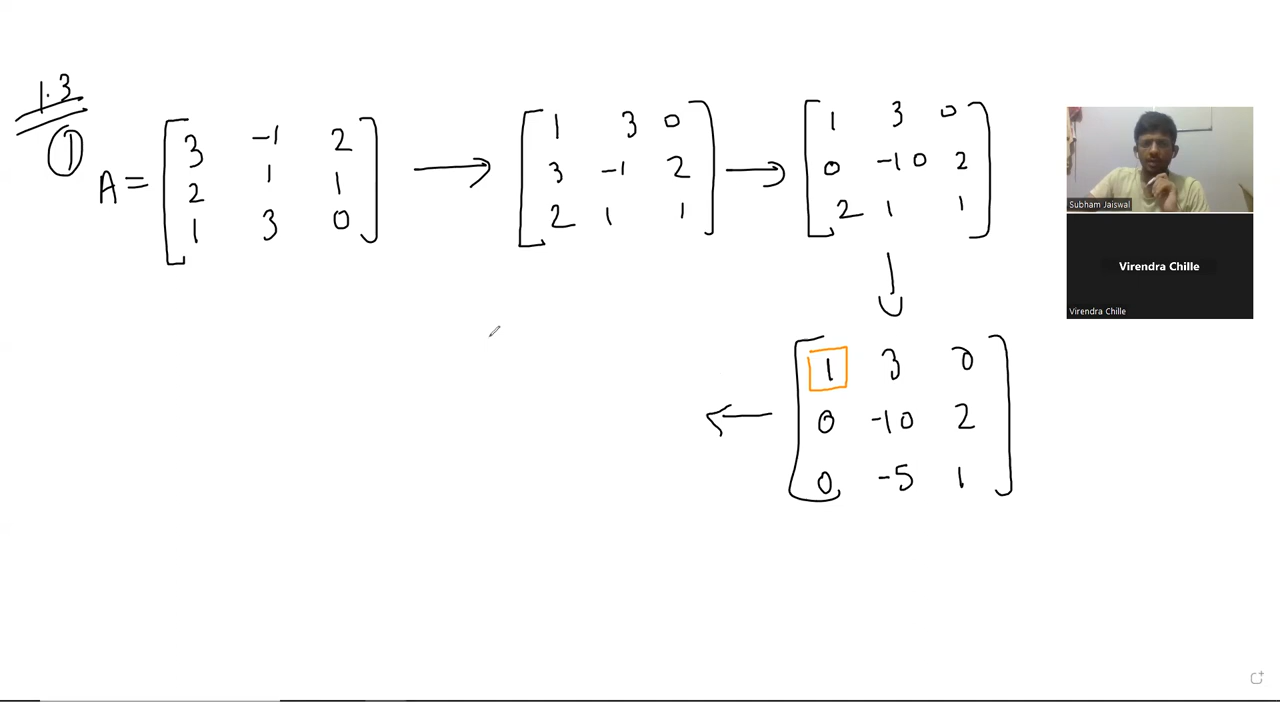 1.3
①
A = [3 -1 2
2 1 1
1 3 0]
→
[1 3 0
3 -1 2
2 1 1]
→
[1 3 0
0 -10 2
2 1 1]
↓
[1 3 0
0 -10 2
0 -5 1]
←
Subham Jaiswal
Virendra Chille
Virendra Chille